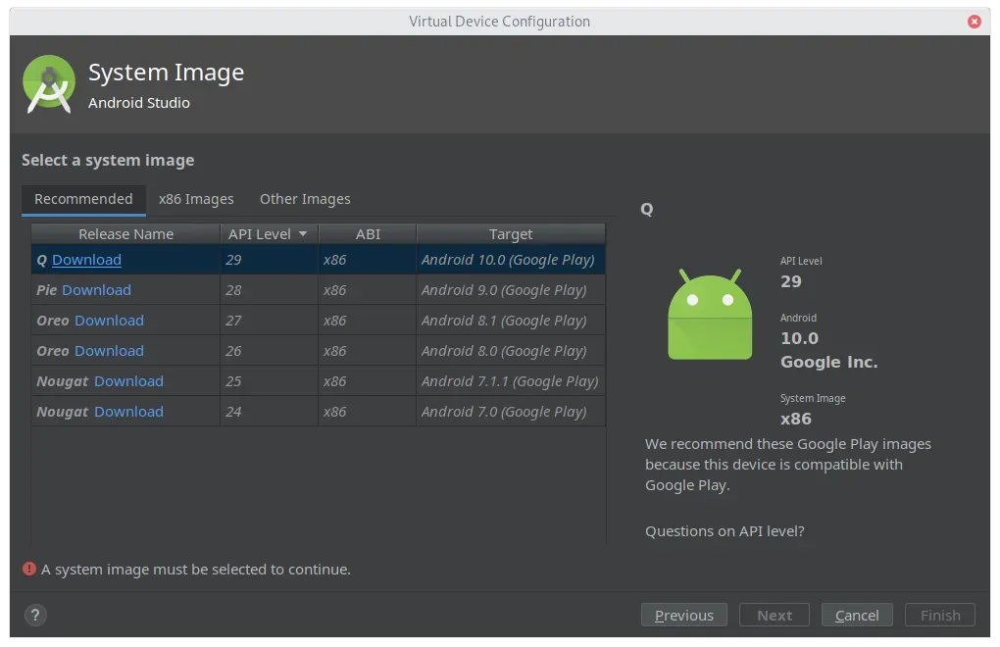 Virtual Device Configuration
System Image
Android Studio
Select a system image
Recommended x86 Images Other Images
Release Name API Level ABI Target
Q Download 29 x86 Android 10.0 (Google Play)
Pie Download 28 x86 Android 9.0 (Google Play)
Oreo Download 27 x86 Android 8.1 (Google Play)
Oreo Download 26 x86 Android 8.0 (Google Play)
Nougat Download 25 x86 Android 7.1.1 (Google Play)
Nougat Download 24 x86 Android 7.0 (Google Play)
Q
API Level
29
Android
10.0
Google Inc.
System Image
x86
We recommend these Google Play images
because this device is compatible with
Google Play.
Questions on API level?
! A system image must be selected to continue.
? Previous Next Cancel Finish